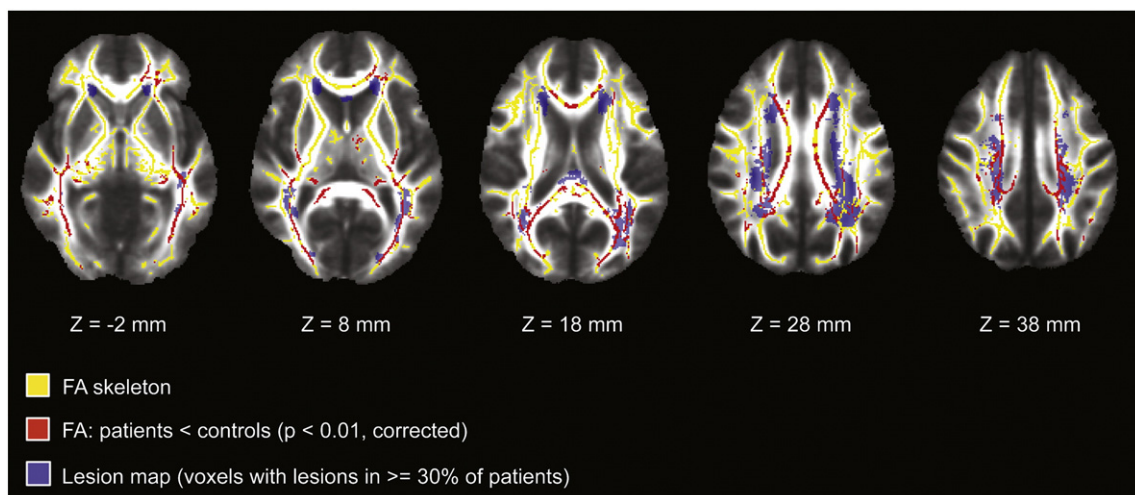 Z = -2 mm Z = 8 mm Z = 18 mm Z = 28 mm Z = 38 mm
FA skeleton
FA: patients < controls (p < 0.01, corrected)
Lesion map (voxels with lesions in >= 30% of patients)